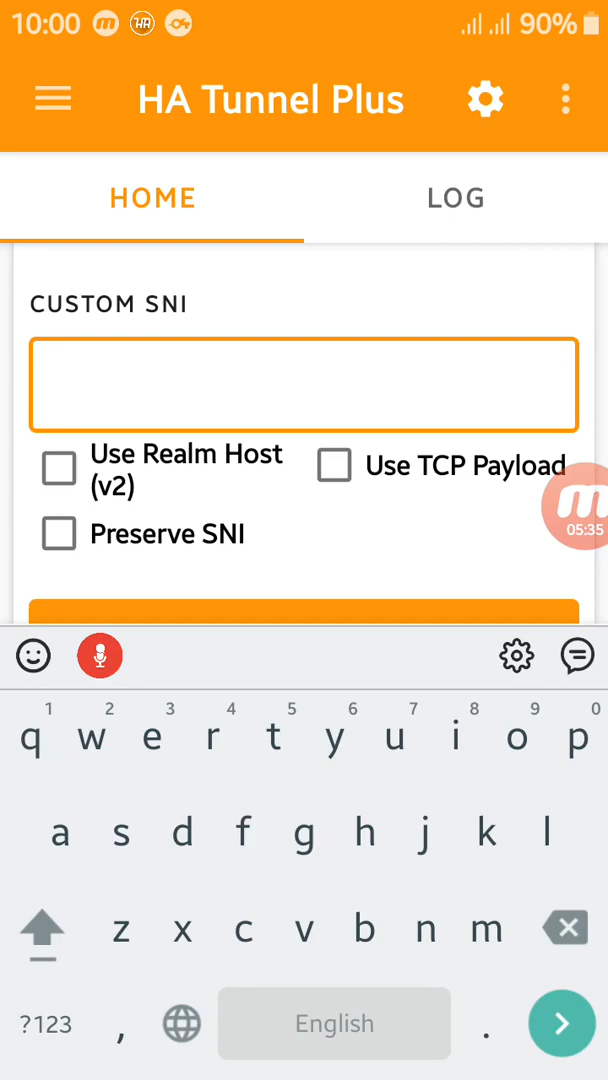 10:00 m HA 90%
HA Tunnel Plus
HOME LOG
CUSTOM SNI
Use Realm Host (v2)
Use TCP Payload
Preserve SNI
05:35
1 2 3 4 5 6 7 8 9 0
q w e r t y u i o p
a s d f g h j k l
z x c v b n m
?123 , English .